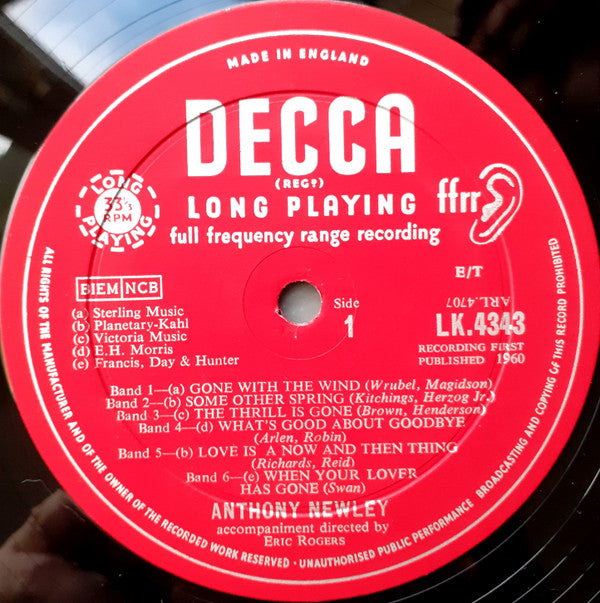 MADE IN ENGLAND
DECCA
(REGᵈ)
LONG PLAYING
ffrr
full frequency range recording
LONG PLAYING
33⅓
RPM
E/T
BIEM NCB
ARL.4707
(a) Sterling Music
(b) Planetary-Kahl
(c) Victoria Music
(d) E.H. Morris
(e) Francis, Day & Hunter
Side
1
LK.4343
RECORDING FIRST
PUBLISHED 1960
Band 1—(a) GONE WITH THE WIND (Wrubel, Magidson)
Band 2—(b) SOME OTHER SPRING (Kitchings, Herzog Jr.)
Band 3—(c) THE THRILL IS GONE (Brown, Henderson)
Band 4—(d) WHAT'S GOOD ABOUT GOODBYE
(Arlen, Robin)
Band 5—(b) LOVE IS A NOW AND THEN THING
(Richards, Reid)
Band 6—(e) WHEN YOUR LOVER
HAS GONE (Swan)
ANTHONY NEWLEY
accompaniment directed by
ERIC ROGERS
ALL RIGHTS OF THE MANUFACTURER AND OF THE OWNER OF THE RECORDED WORK RESERVED · UNAUTHORISED PUBLIC PERFORMANCE BROADCASTING AND COPYING OF THIS RECORD PROHIBITED